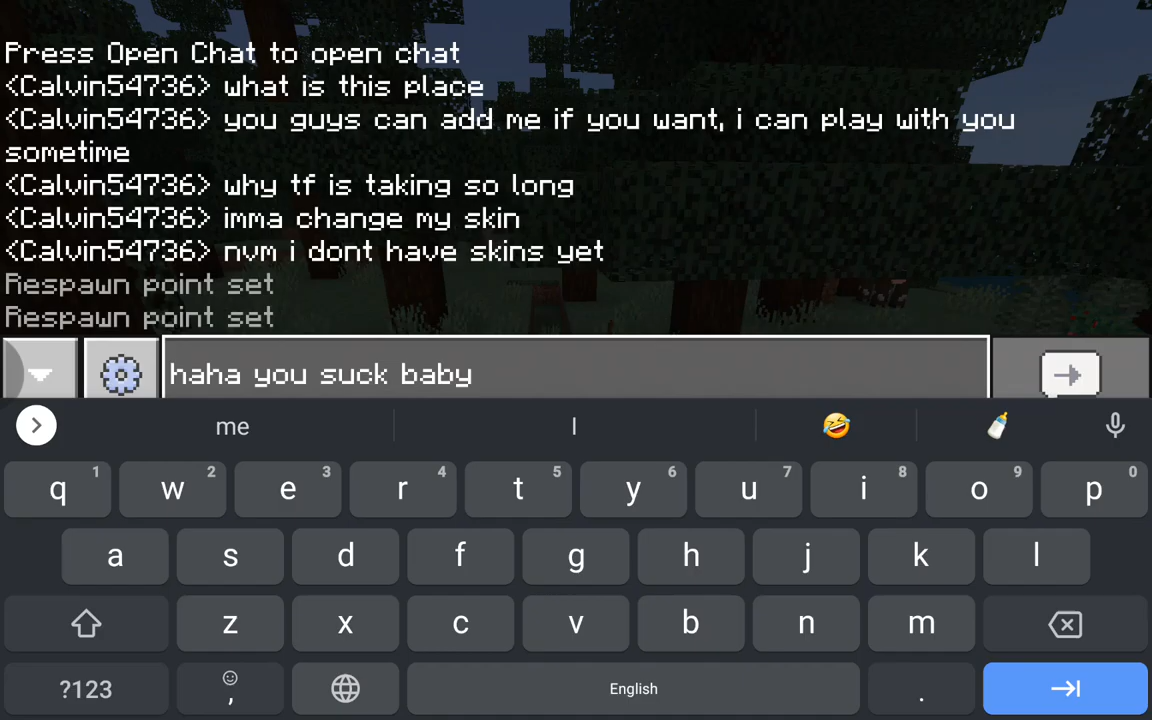 Press Open Chat to open chat
<Calvin54736> what is this place
<Calvin54736> you guys can add me if you want, i can play with you
sometime
<Calvin54736> why tf is taking so long
<Calvin54736> imma change my skin
<Calvin54736> nvm i dont have skins yet
Respawn point set
Respawn point set
haha you suck baby
me I
1 2 3 4 5 6 7 8 9 0
q w e r t y u i o p
a s d f g h j k l
z x c v b n m
?123 , English .